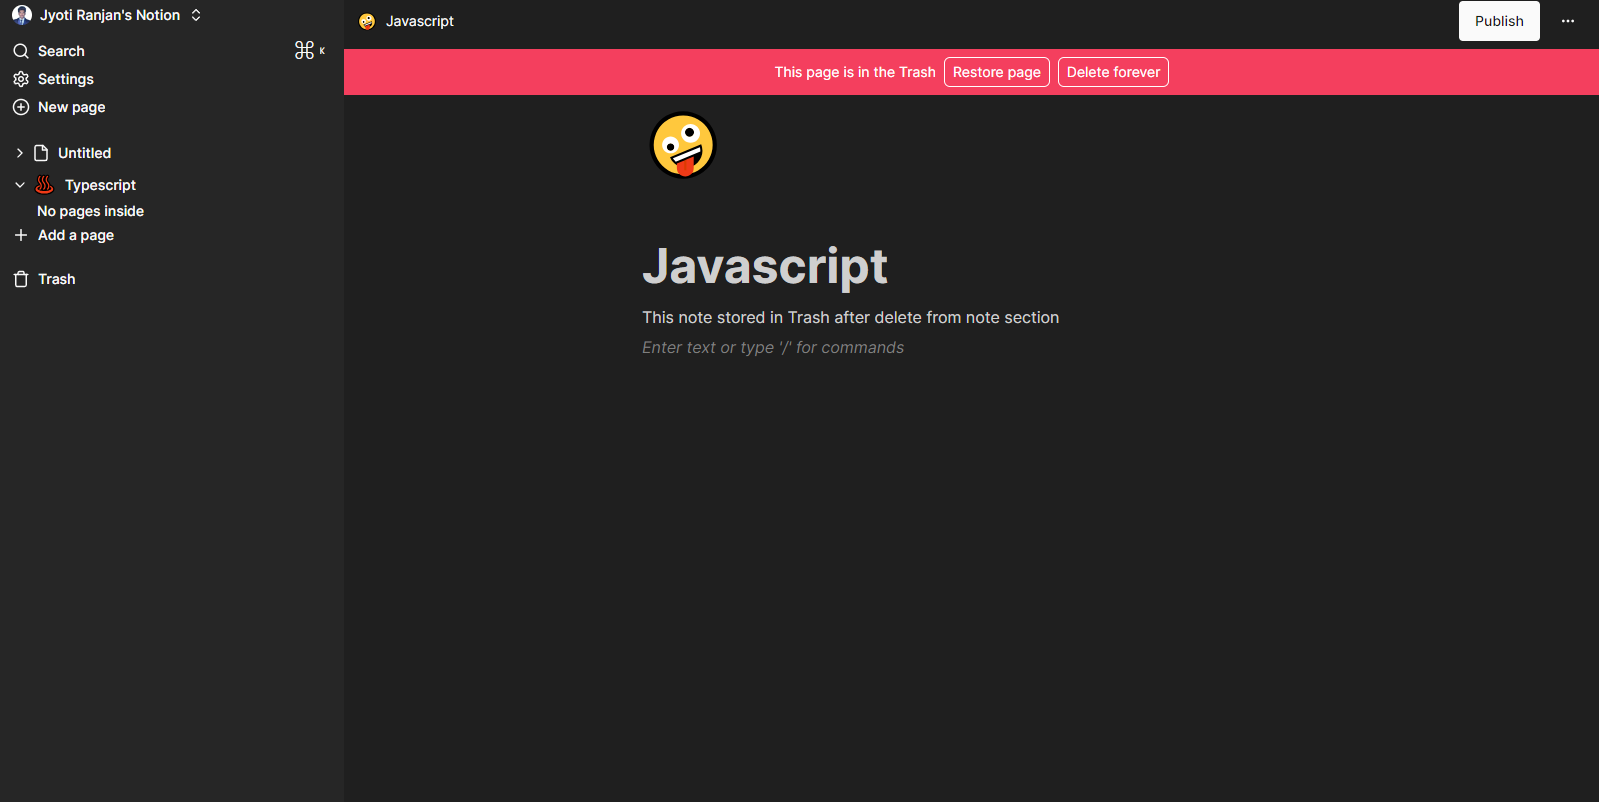 Jyoti Ranjan's Notion
Search ⌘ K
Settings
New page
Untitled
Typescript
No pages inside
Add a page
Trash
Javascript
Publish
This page is in the Trash Restore page Delete forever
Javascript
This note stored in Trash after delete from note section
Enter text or type '/' for commands